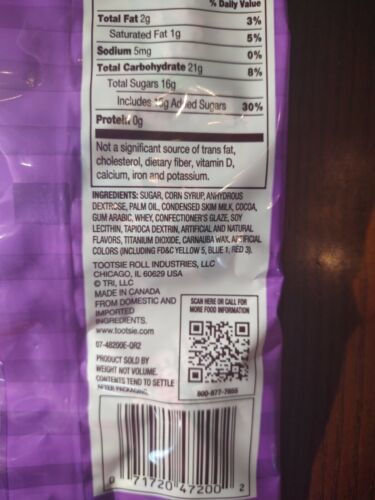 % Daily Value
Total Fat 2g 3%
Saturated Fat 1g 5%
Sodium 5mg 0%
Total Carbohydrate 21g 8%
Total Sugars 16g
Includes 15g Added Sugars 30%
Protein 0g
Not a significant source of trans fat,
cholesterol, dietary fiber, vitamin D,
calcium, iron and potassium.
INGREDIENTS: SUGAR, CORN SYRUP, ANHYDROUS
DEXTROSE, PALM OIL, CONDENSED SKIM MILK, COCOA,
GUM ARABIC, WHEY, CONFECTIONER'S GLAZE, SOY
LECITHIN, TAPIOCA DEXTRIN, ARTIFICIAL AND NATURAL
FLAVORS, TITANIUM DIOXIDE, CARNAUBA WAX, ARTIFICIAL
COLORS (INCLUDING FD&C YELLOW 5, BLUE 1, RED 3).
TOOTSIE ROLL INDUSTRIES, LLC
CHICAGO, IL 60629 USA
© TRI, LLC
MADE IN CANADA
FROM DOMESTIC AND
IMPORTED
INGREDIENTS.
www.tootsie.com
07-48200E-QR2
PRODUCT SOLD BY
WEIGHT NOT VOLUME.
CONTENTS TEND TO SETTLE
AFTER PACKAGING.
SCAN HERE OR CALL FOR
MORE FOOD INFORMATION
800-877-7655
0 71720 47200 2